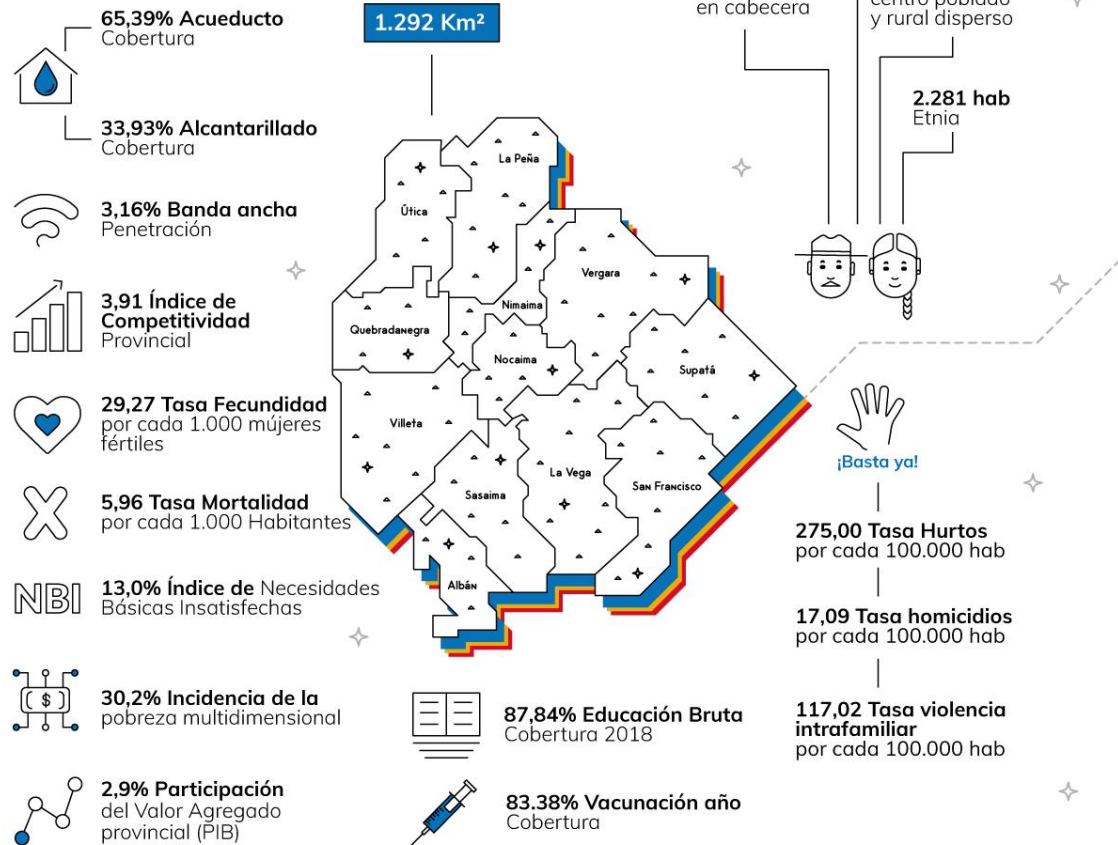 65,39% Acueducto
Cobertura
33,93% Alcantarillado
Cobertura
3,16% Banda ancha
Penetración
3,91 Índice de
Competitividad
Provincial
29,27 Tasa Fecundidad
por cada 1.000 mújeres
fértiles
5,96 Tasa Mortalidad
por cada 1.000 Habitantes
NBI
13,0% Índice de Necesidades
Básicas Insatisfechas
$
30,2% Incidencia de la
pobreza multidimensional
2,9% Participación
del Valor Agregado
provincial (PIB)
1.292 Km²
La Peña
Útica
Vergara
Nimaima
Quebradanegra
Nocaima
Supatá
Villeta
La Vega
San Francisco
Sasaima
Albán
87,84% Educación Bruta
Cobertura 2018
83.38% Vacunación año
Cobertura
en cabecera
centro poblado
y rural disperso
2.281 hab
Etnia
¡Basta ya!
275,00 Tasa Hurtos
por cada 100.000 hab
17,09 Tasa homicidios
por cada 100.000 hab
117,02 Tasa violencia
intrafamiliar
por cada 100.000 hab